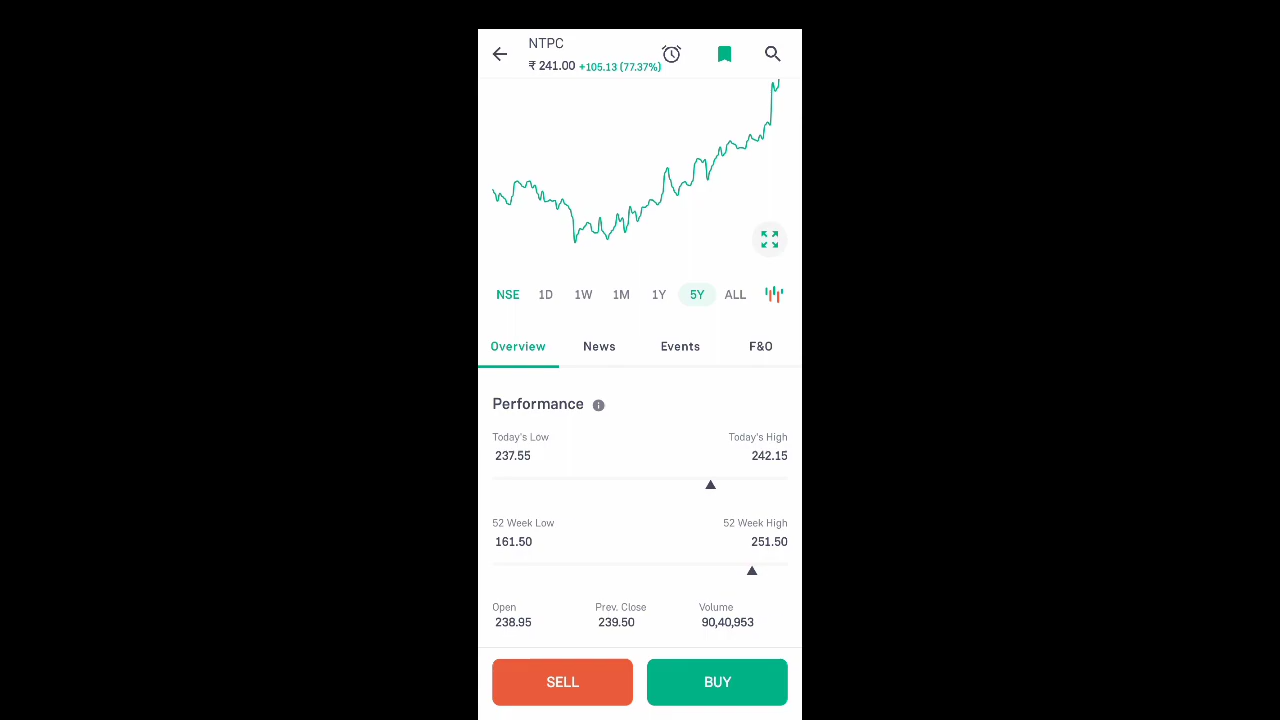 NTPC
₹ 241.00 +105.13 (77.37%)
NSE 1D 1W 1M 1Y 5Y ALL
Overview News Events F&O
Performance
Today's Low Today's High
237.55 242.15
52 Week Low 52 Week High
161.50 251.50
Open Prev. Close Volume
238.95 239.50 90,40,953
SELL BUY